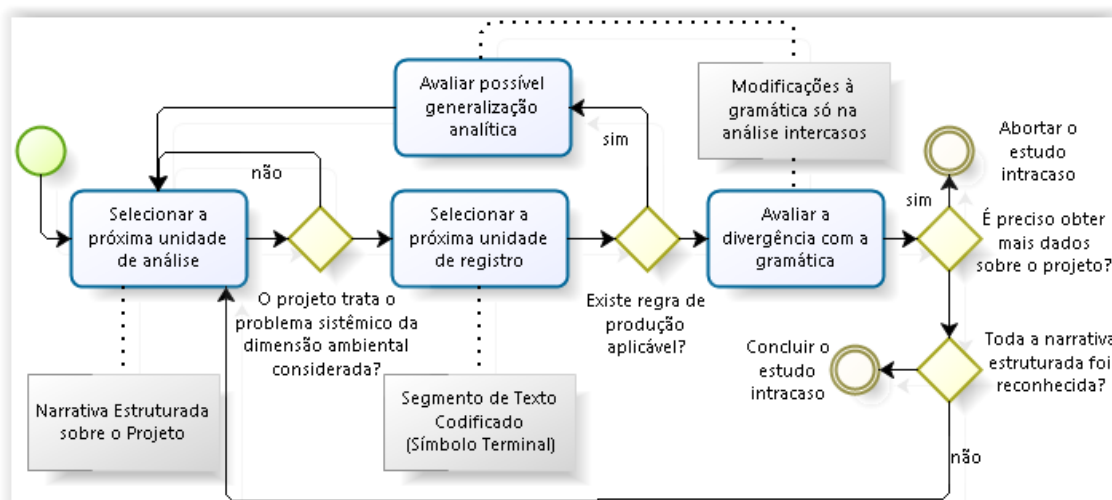 Avaliar possível
generalização
analítica
Modificações à
gramática só na
análise intercasos
Abortar o
estudo
intracaso
não
sim
sim
Selecionar a
próxima unidade
de análise
Selecionar a
próxima unidade
de registro
Avaliar a
divergência com a
gramática
É preciso obter
mais dados
sobre o projeto?
O projeto trata o
problema sistêmico da
dimensão ambiental
considerada?
Existe regra de
produção
aplicável?
Concluir o
estudo
intracaso
Toda a narrativa
estruturada foi
reconhecida?
Narrativa Estruturada
sobre o Projeto
Segmento de Texto
Codificado
(Símbolo Terminal)
não